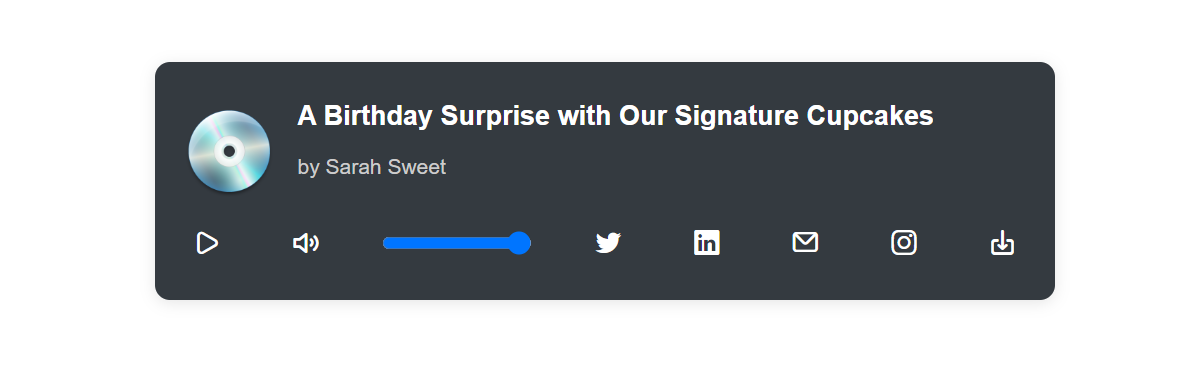 A Birthday Surprise with Our Signature Cupcakes
by Sarah Sweet